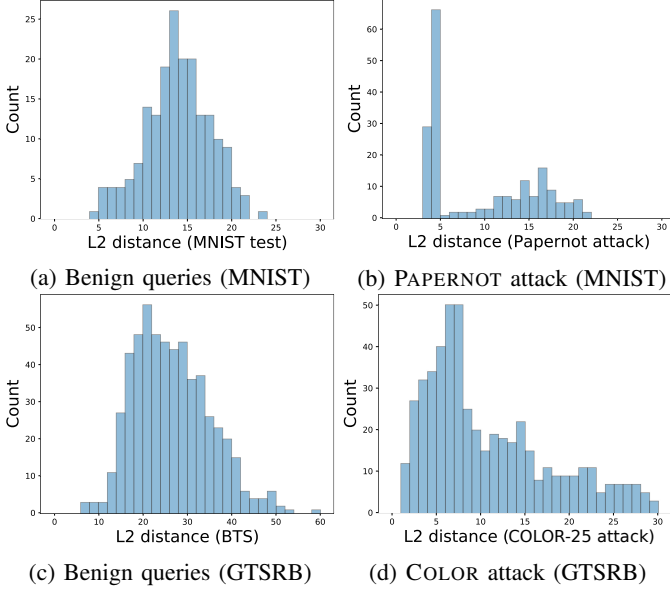 25
20
15
10
5
0
Count
0 5 10 15 20 25 30
L2 distance (MNIST test)
(a) Benign queries (MNIST)
60
50
40
30
20
10
0
Count
0 5 10 15 20 25 30
L2 distance (Papernot attack)
(b) PAPERNOT attack (MNIST)
50
40
30
20
10
0
Count
0 10 20 30 40 50 60
L2 distance (BTS)
(c) Benign queries (GTSRB)
50
40
30
20
10
0
Count
0 5 10 15 20 25 30
L2 distance (COLOR-25 attack)
(d) COLOR attack (GTSRB)